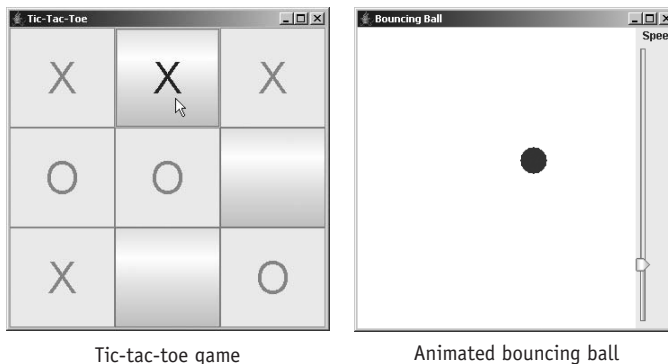 Tic-Tac-Toe
X X X
O O
X O
Tic-tac-toe game
Bouncing Ball
Spee
Animated bouncing ball